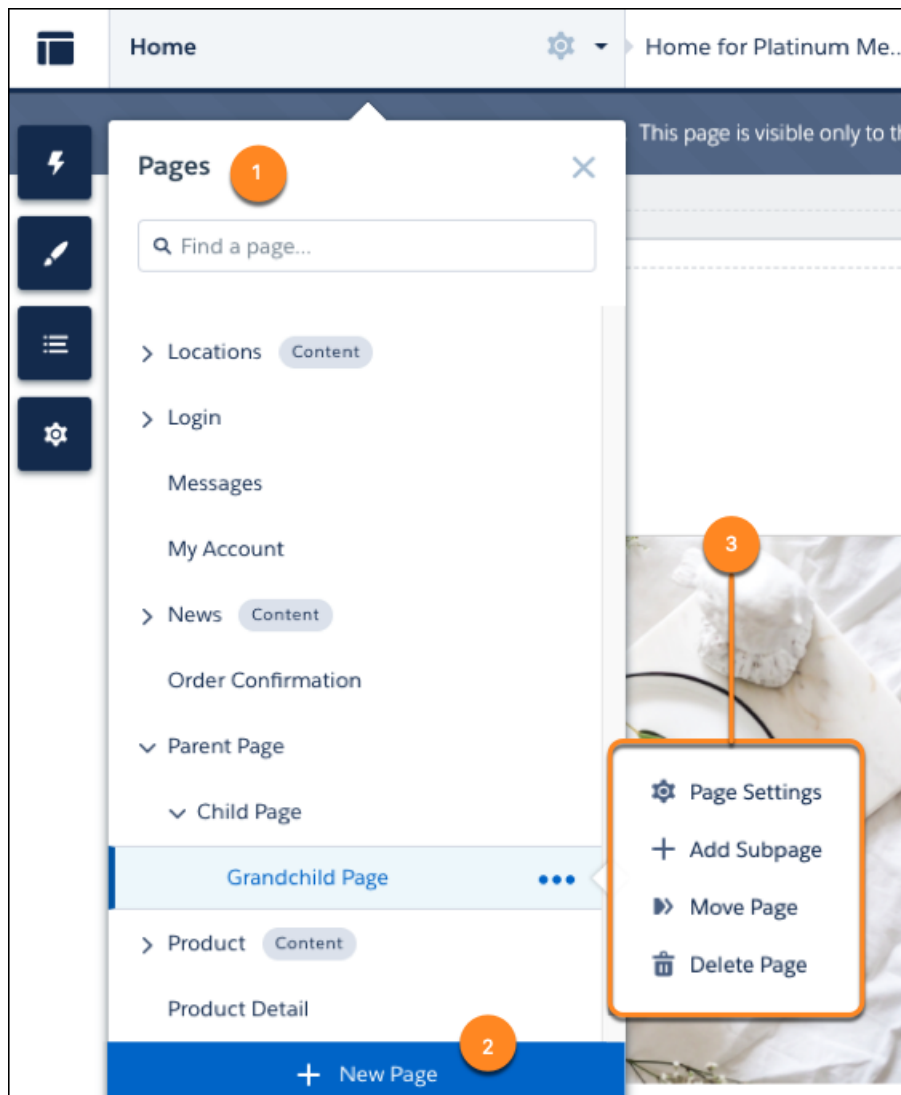 Home
Home for Platinum Me..
This page is visible only to th
Pages
1
Find a page...
Locations Content
Login
Messages
My Account
News Content
Order Confirmation
Parent Page
Child Page
Grandchild Page
Product Content
Product Detail
2
+ New Page
3
Page Settings
Add Subpage
Move Page
Delete Page